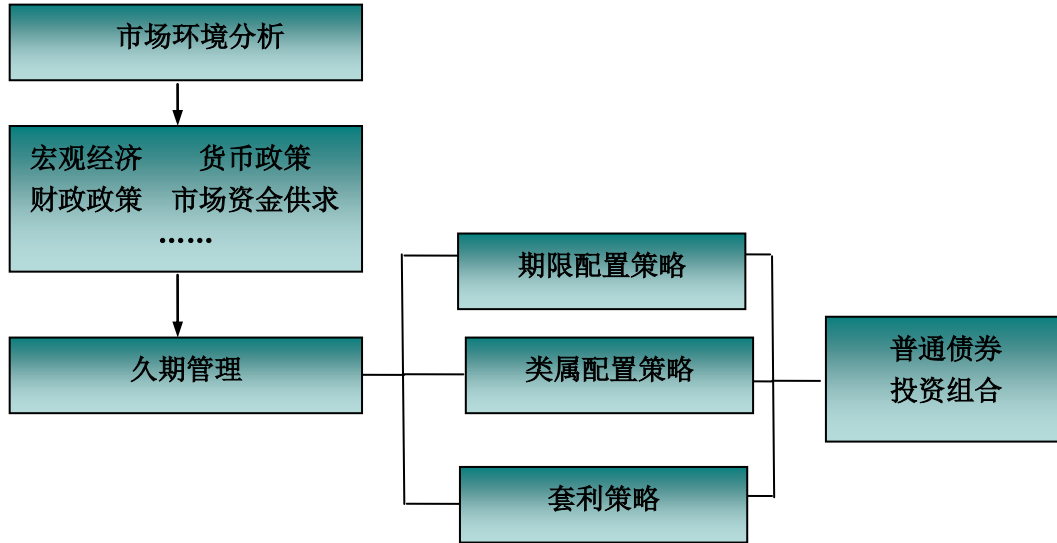 市场环境分析
宏观经济 货币政策
财政政策 市场资金供求
……
久期管理
期限配置策略
类属配置策略
套利策略
普通债券
投资组合